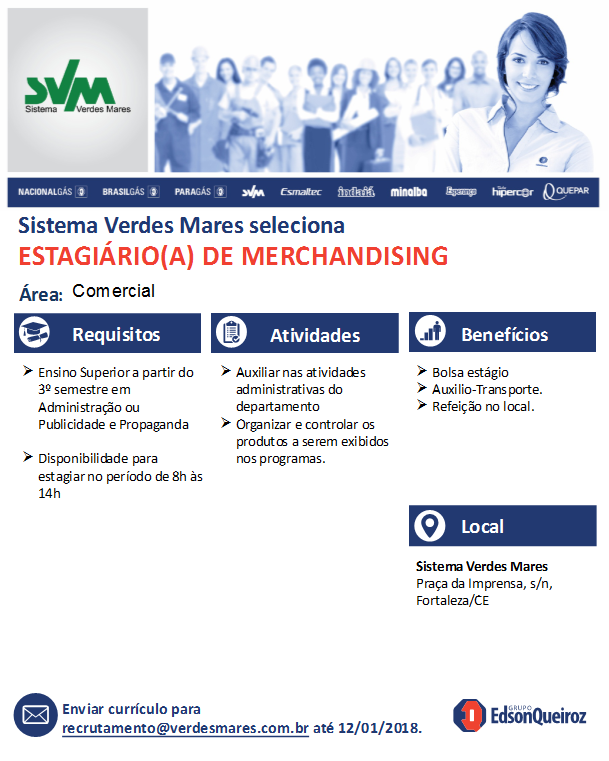 SVM
Sistema Verdes Mares
NACIONALGÁS BRASILGÁS PARAGÁS SVM Esmaltec minalba hipercor QUEPAR
Sistema Verdes Mares seleciona
ESTAGIÁRIO(A) DE MERCHANDISING
Área: Comercial
Requisitos
Ensino Superior a partir do
3º semestre em
Administração ou
Publicidade e Propaganda
Disponibilidade para
estagiar no período de 8h às
14h
Atividades
Auxiliar nas atividades
administrativas do
departamento
Organizar e controlar os
produtos a serem exibidos
nos programas.
Benefícios
Bolsa estágio
Auxilio-Transporte.
Refeição no local.
Local
Sistema Verdes Mares
Praça da Imprensa, s/n,
Fortaleza/CE
Enviar currículo para
recrutamento@verdesmares.com.br até 12/01/2018.
GRUPO
EdsonQueiroz